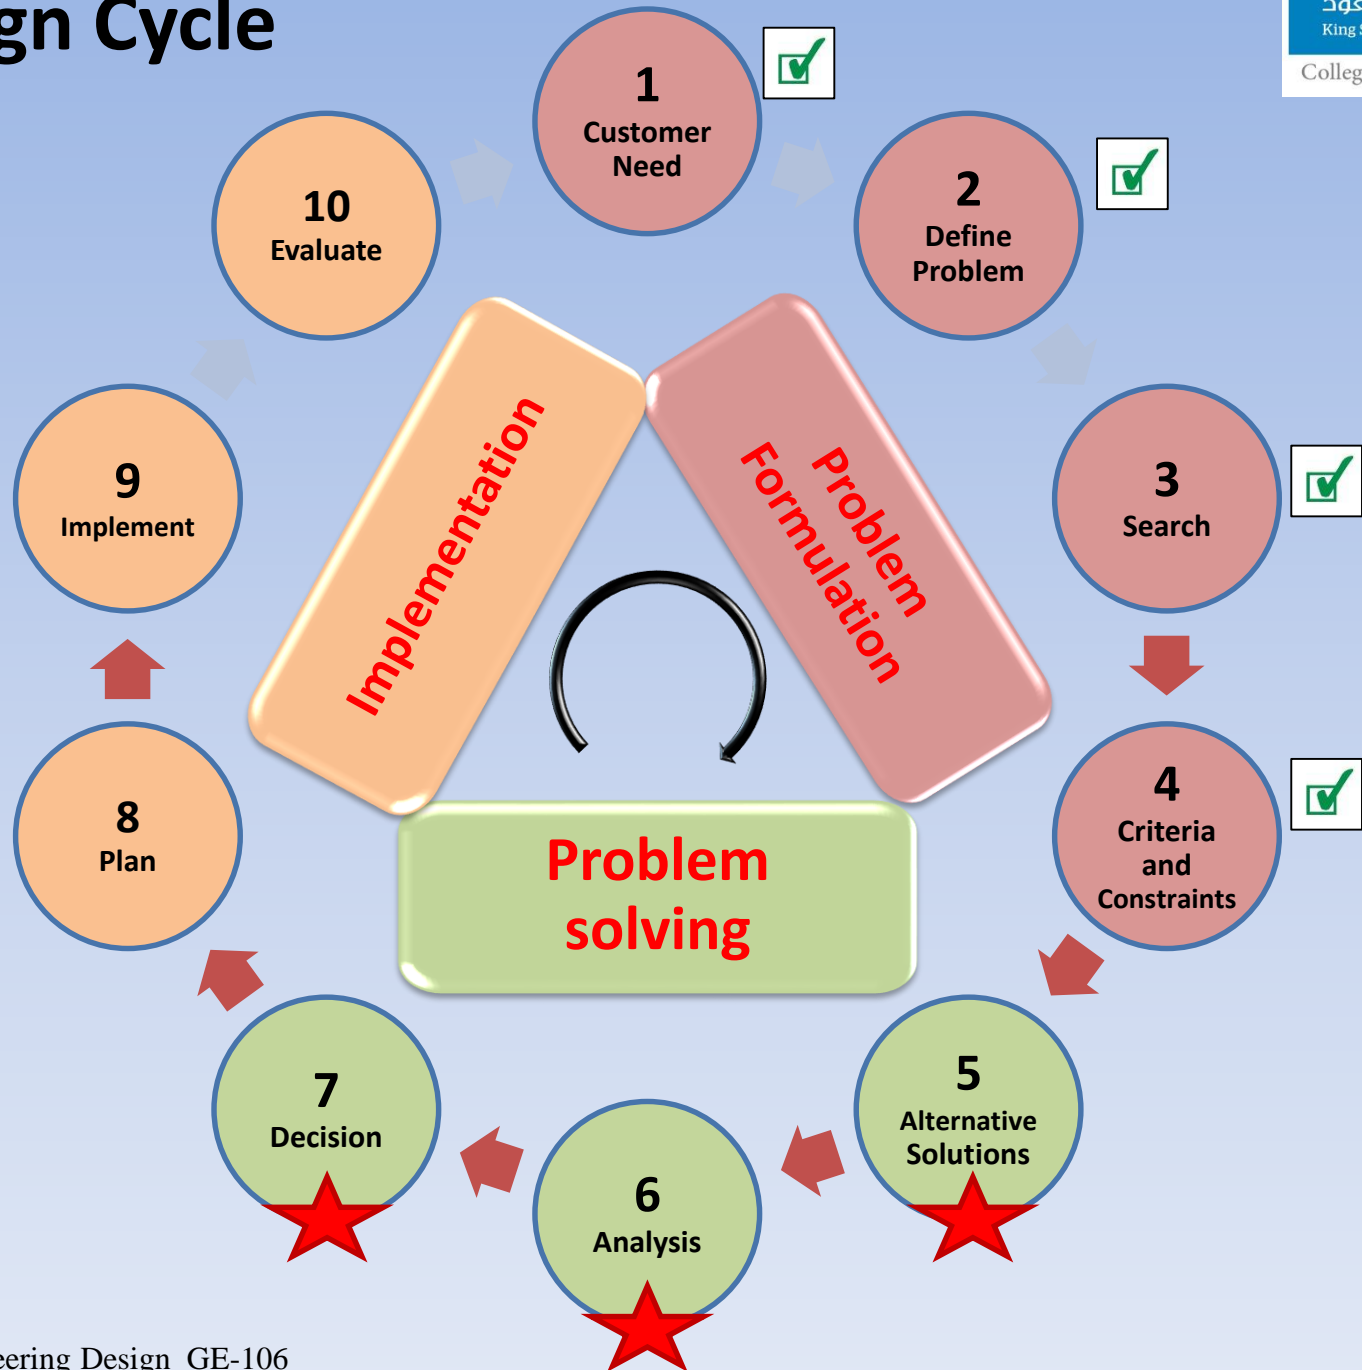 gn Cycle
عود
King S
Colleg
1
Customer
Need
2
Define
Problem
3
Search
4
Criteria
and
Constraints
5
Alternative
Solutions
6
Analysis
7
Decision
8
Plan
9
Implement
10
Evaluate
Problem
Formulation
Problem
solving
Implementation
eering Design GE-106